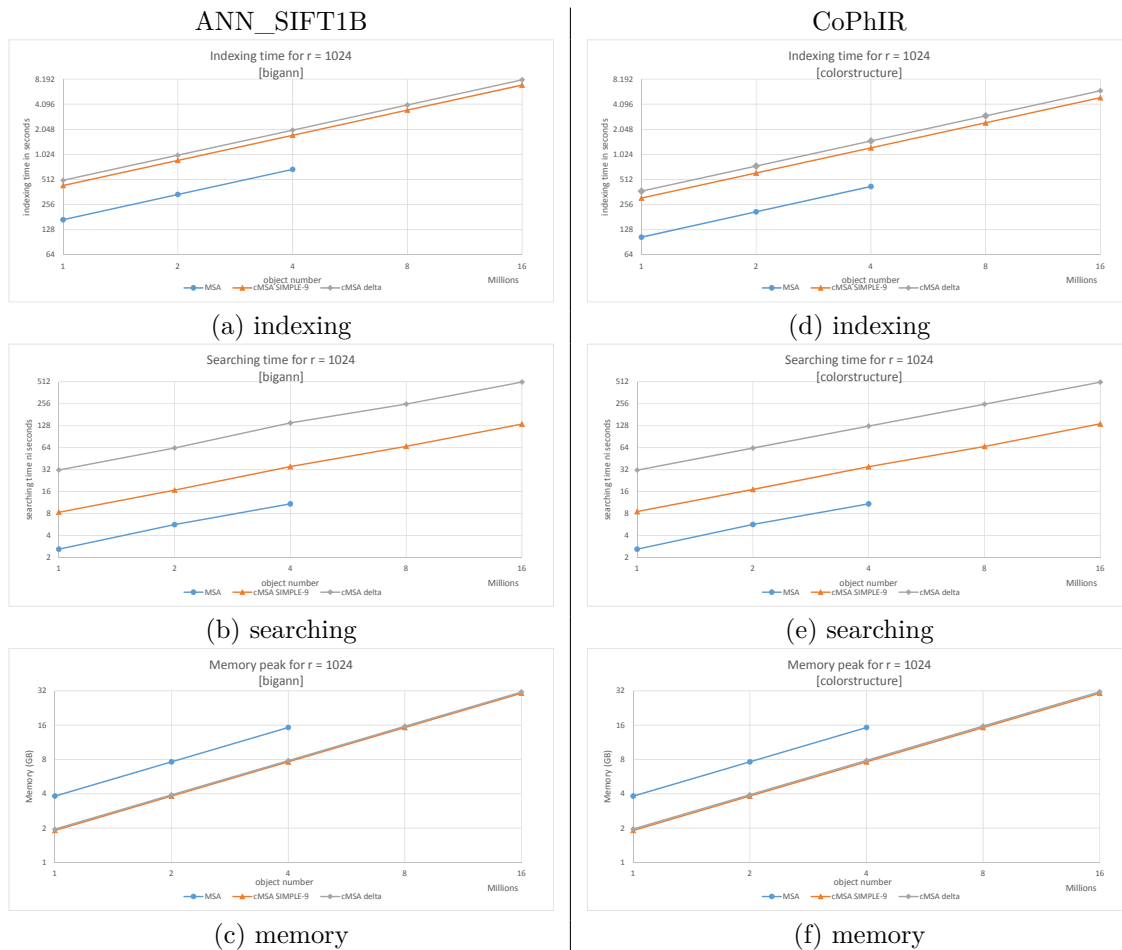 ANN_SIFT1B
Indexing time for r = 1024
[bigann]
8.192
4.096
2.048
1.024
512
256
128
64
indexing time in seconds
1 2 4 8 16
object number
Millions
MSA cMSA SIMPLE-9 cMSA delta
(a) indexing
Searching time for r = 1024
[bigann]
512
256
128
64
32
16
8
4
2
searching time ni seconds
1 2 4 8 16
object number
Millions
MSA cMSA SIMPLE-9 cMSA delta
(b) searching
Memory peak for r = 1024
[bigann]
32
16
8
4
2
1
Memory (GB)
1 2 4 8 16
object number
Millions
MSA cMSA SIMPLE-9 cMSA delta
(c) memory
CoPhIR
Indexing time for r = 1024
[colorstructure]
8.192
4.096
2.048
1.024
512
256
128
64
indexing time in seconds
1 2 4 8 16
object number
Millions
MSA cMSA SIMPLE-9 cMSA delta
(d) indexing
Searching time for r = 1024
[colorstructure]
512
256
128
64
32
16
8
4
2
searching time ni seconds
1 2 4 8 16
object number
Millions
MSA cMSA SIMPLE-9 cMSA delta
(e) searching
Memory peak for r = 1024
[colorstructure]
32
16
8
4
2
1
Memory (GB)
1 2 4 8 16
object number
Millions
MSA cMSA SIMPLE-9 cMSA delta
(f) memory